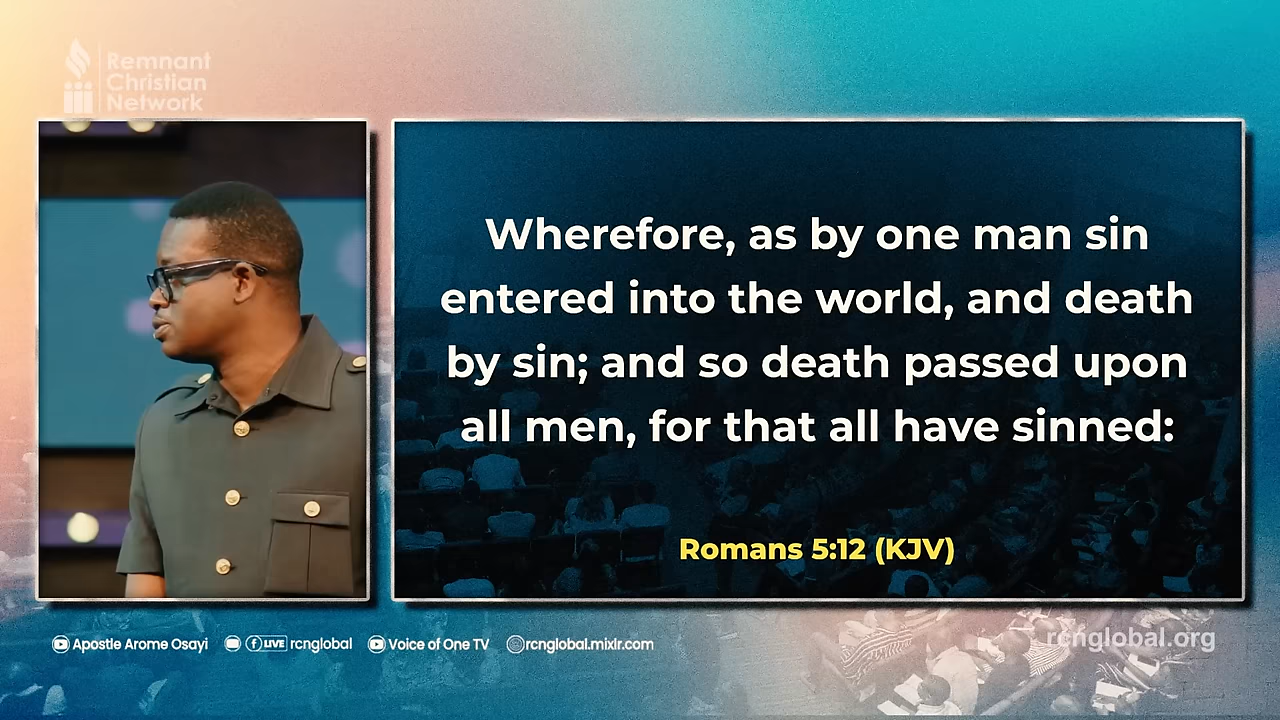 Remnant
Christian
Network
Wherefore, as by one man sin
entered into the world, and death
by sin; and so death passed upon
all men, for that all have sinned:
Romans 5:12 (KJV)
Apostle Arome Osayi LIVE rcnglobal Voice of One TV rcnglobal.mixlr.com
rcnglobal.org